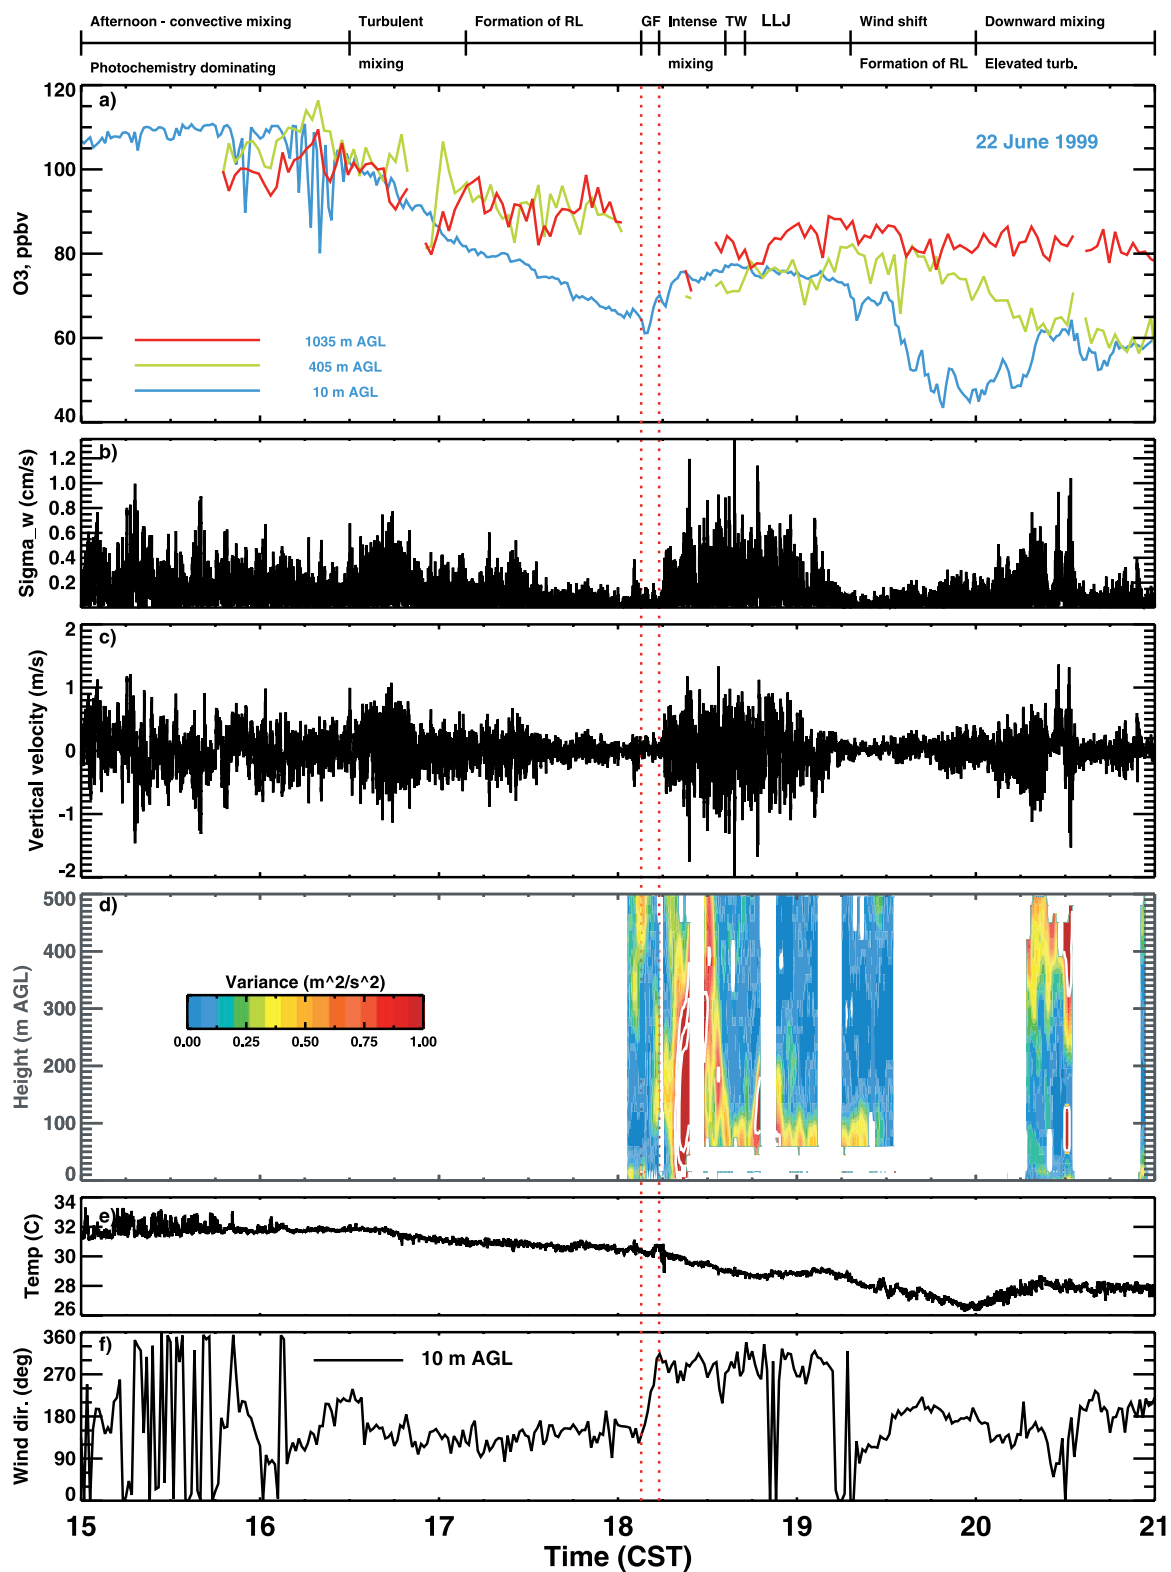 Afternoon - convective mixing Turbulent Formation of RL GF Intense TW LLJ Wind shift Downward mixing
Photochemistry dominating mixing mixing Formation of RL Elevated turb.
a)
22 June 1999
O3, ppbv
120
100
80
60
40
1035 m AGL
405 m AGL
10 m AGL
b)
Sigma_w (cm/s)
1.2
1.0
0.8
0.6
0.4
0.2
c)
Vertical velocity (m/s)
2
1
0
-1
-2
d)
Height (m AGL)
500
400
300
200
100
0
Variance (m^2/s^2)
0.00 0.25 0.50 0.75 1.00
e)
Temp (C)
34
32
30
28
26
f)
10 m AGL
Wind dir. (deg)
360
270
180
90
0
15 16 17 18 19 20 21
Time (CST)